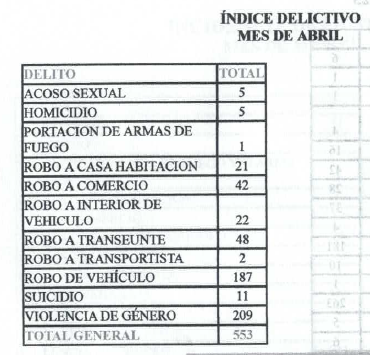 ÍNDICE DELICTIVO
MES DE ABRIL
DELITO TOTAL
ACOSO SEXUAL 5
HOMICIDIO 5
PORTACION DE ARMAS DE
FUEGO 1
ROBO A CASA HABITACION 21
ROBO A COMERCIO 42
ROBO A INTERIOR DE
VEHICULO 22
ROBO A TRANSEUNTE 48
ROBO A TRANSPORTISTA 2
ROBO DE VEHÍCULO 187
SUICIDIO 11
VIOLENCIA DE GÉNERO 209
TOTAL GENERAL 553